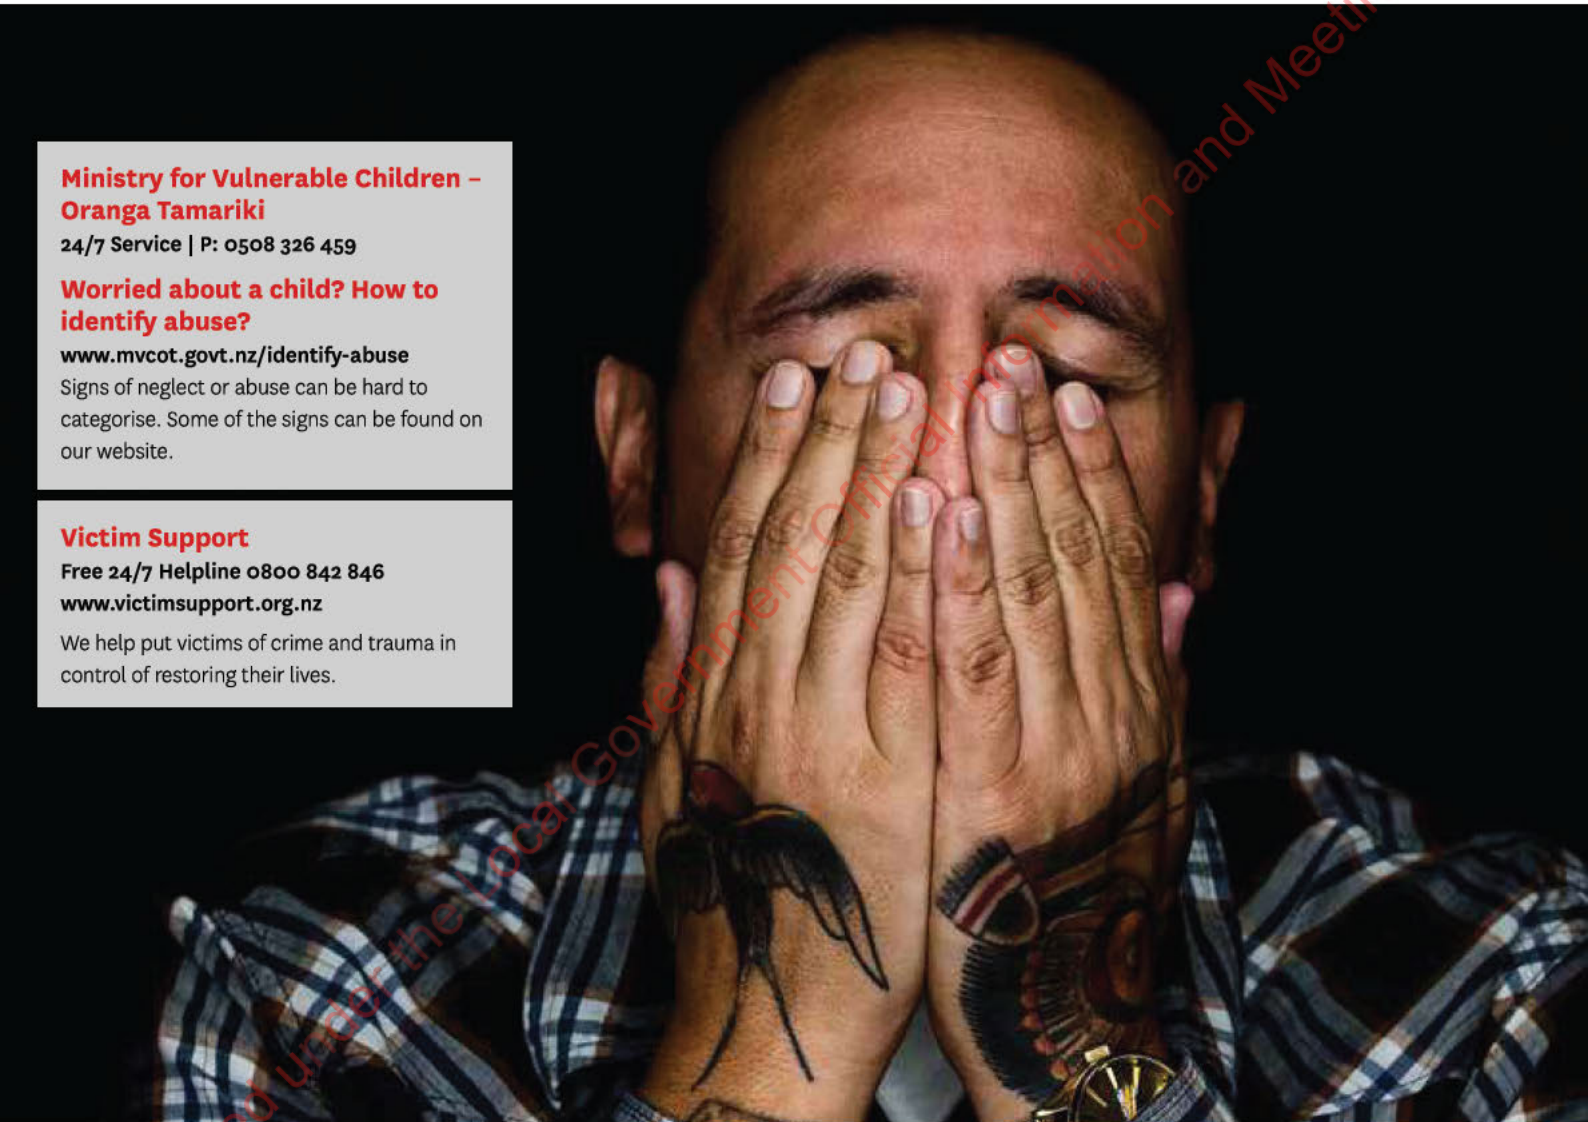 Ministry for Vulnerable Children –
Oranga Tamariki
24/7 Service | P: 0508 326 459
Worried about a child? How to
identify abuse?
www.mvcot.govt.nz/identify-abuse
Signs of neglect or abuse can be hard to
categorise. Some of the signs can be found on
our website.
Victim Support
Free 24/7 Helpline 0800 842 846
www.victimsupport.org.nz
We help put victims of crime and trauma in
control of restoring their lives.
under the Local Government Official Information and